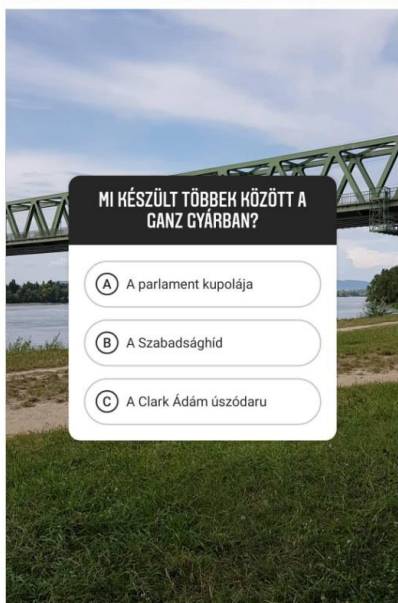 MI KÉSZÜLT TÖBBEK KÖZÖTT A
GANZ GYÁRBAN?
A A parlament kupolája
B A Szabadsághíd
C A Clark Ádám úszódaru